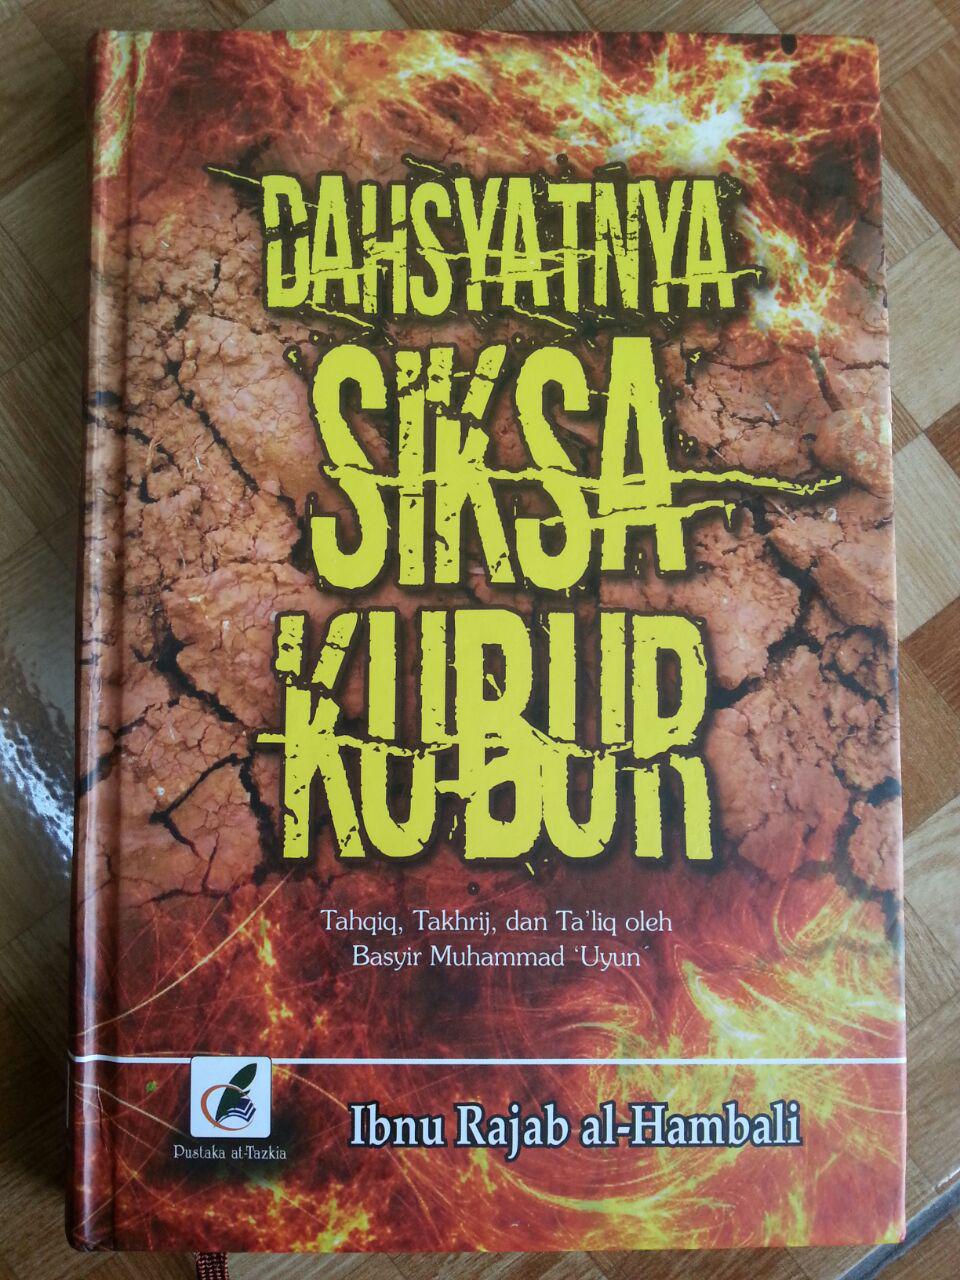 DAHSYATNYA
SIKSA
KUBUR
Tahqiq, Takhrij, dan Ta'liq oleh
Basyir Muhammad 'Uyun
Ibnu Rajab al-Hambali
Pustaka at-Tazkia